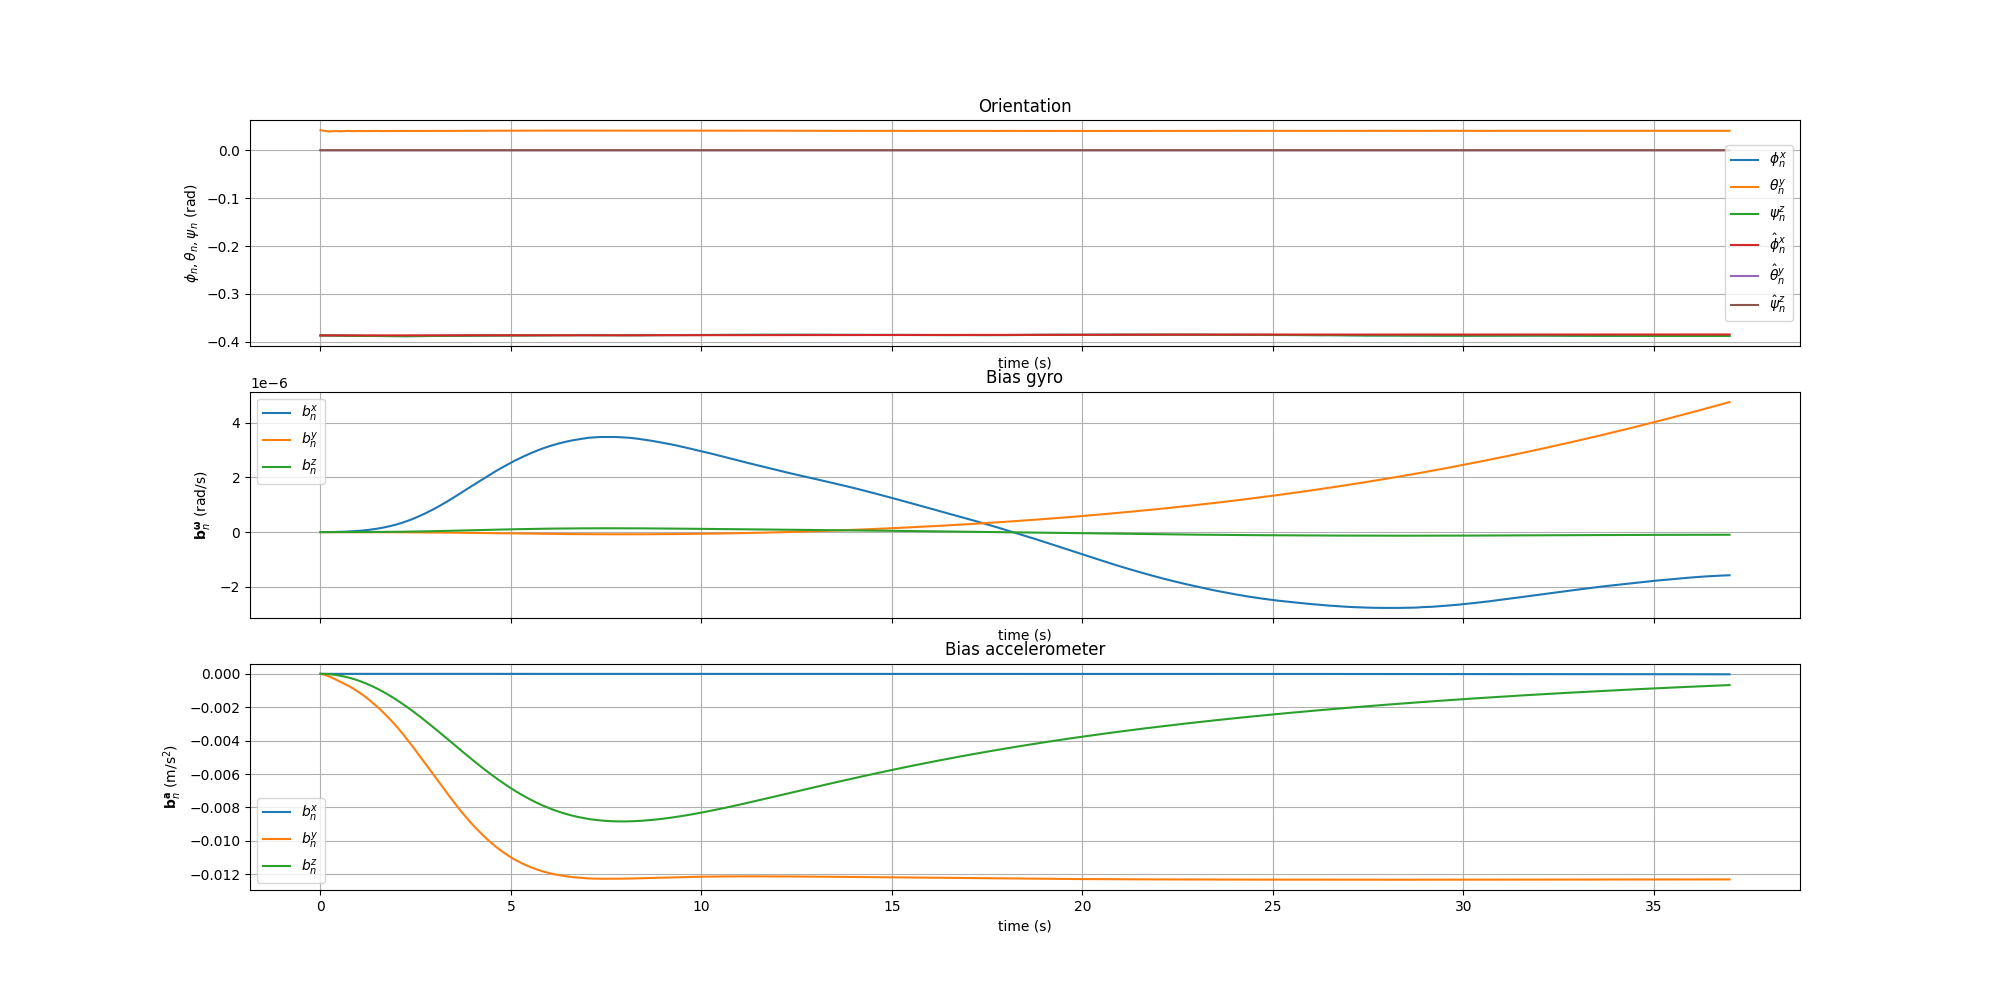 Orientation
ϕₙ, θₙ, ψₙ (rad)
0.0
−0.1
−0.2
−0.3
−0.4
ϕₙˣ
θₙʸ
ψₙᶻ
ϕ̂ₙˣ
θ̂ₙʸ
ψ̂ₙᶻ
time (s)
Bias gyro
1e−6
bₙ^ω (rad/s)
4
2
0
−2
bₙˣ
bₙʸ
bₙᶻ
time (s)
Bias accelerometer
bₙᵃ (m/s²)
0.000
−0.002
−0.004
−0.006
−0.008
−0.010
−0.012
bₙˣ
bₙʸ
bₙᶻ
0 5 10 15 20 25 30 35
time (s)